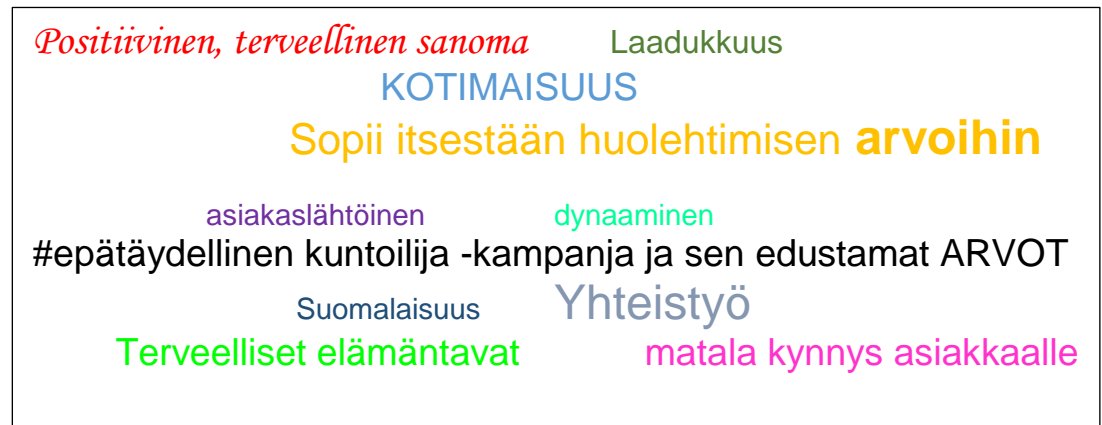 Positiivinen, terveellinen sanoma Laadukkuus
KOTIMAISUUS
Sopii itsestään huolehtimisen arvoihin
asiakaslähtöinen dynaaminen
#epätäydellinen kuntoilija -kampanja ja sen edustamat ARVOT
Suomalaisuus Yhteistyö
Terveelliset elämäntavat matala kynnys asiakkaalle